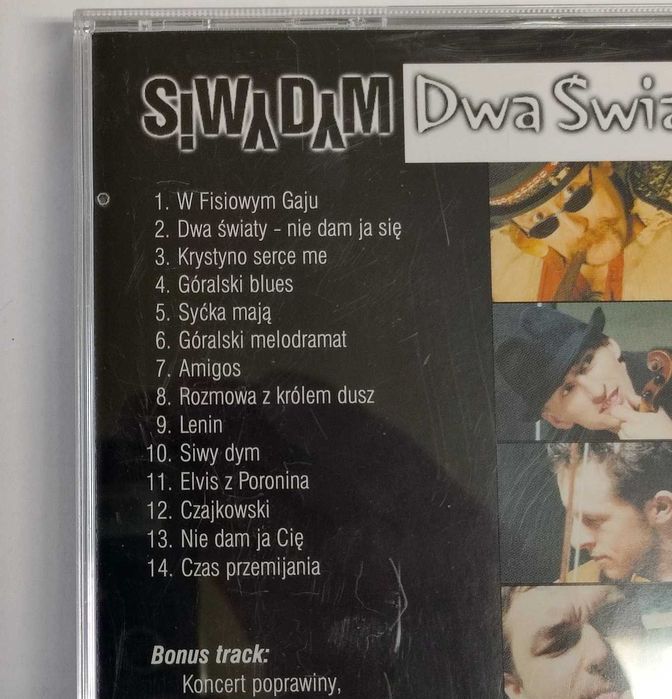 SiWyDyM Dwa Świa
1. W Fisiowym Gaju
2. Dwa światy - nie dam ja się
3. Krystyno serce me
4. Góralski blues
5. Syćka mają
6. Góralski melodramat
7. Amigos
8. Rozmowa z królem dusz
9. Lenin
10. Siwy dym
11. Elvis z Poronina
12. Czajkowski
13. Nie dam ja Cię
14. Czas przemijania
Bonus track:
Koncert poprawiny,